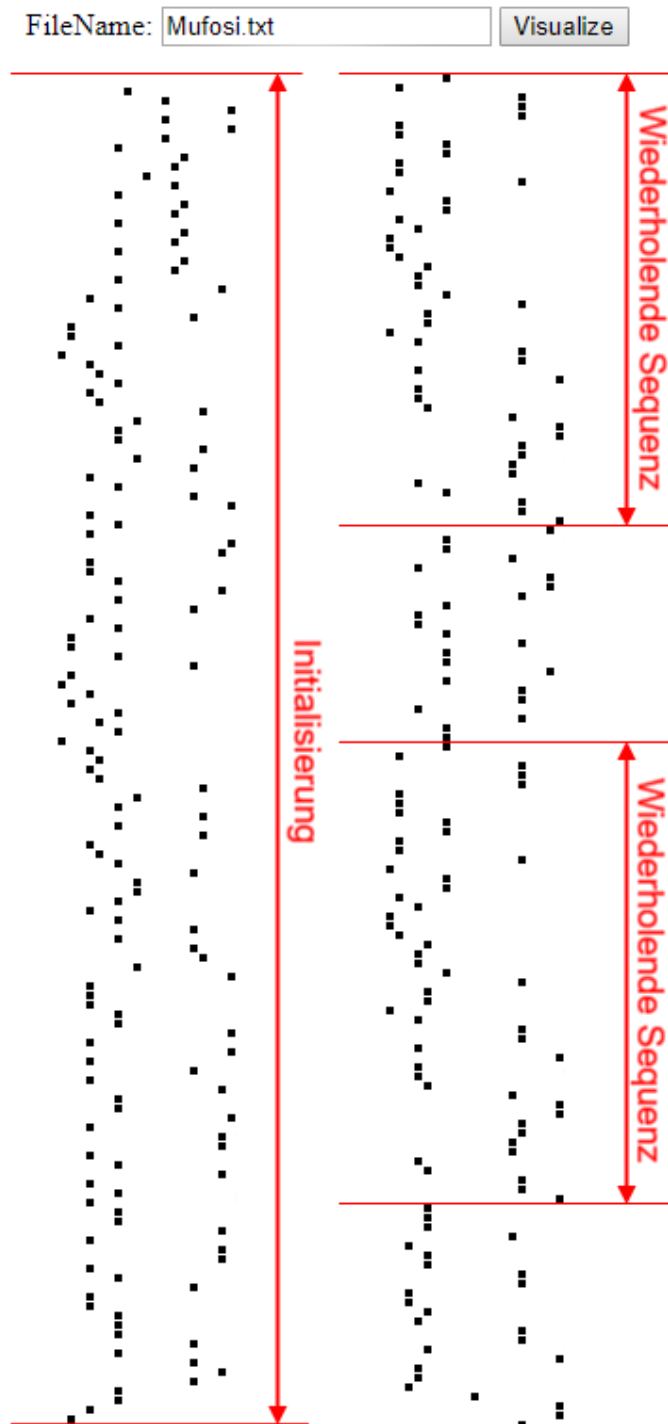 FileName: Mufosi.txt Visualize
Initialisierung
Wiederholende Sequenz
Wiederholende Sequenz